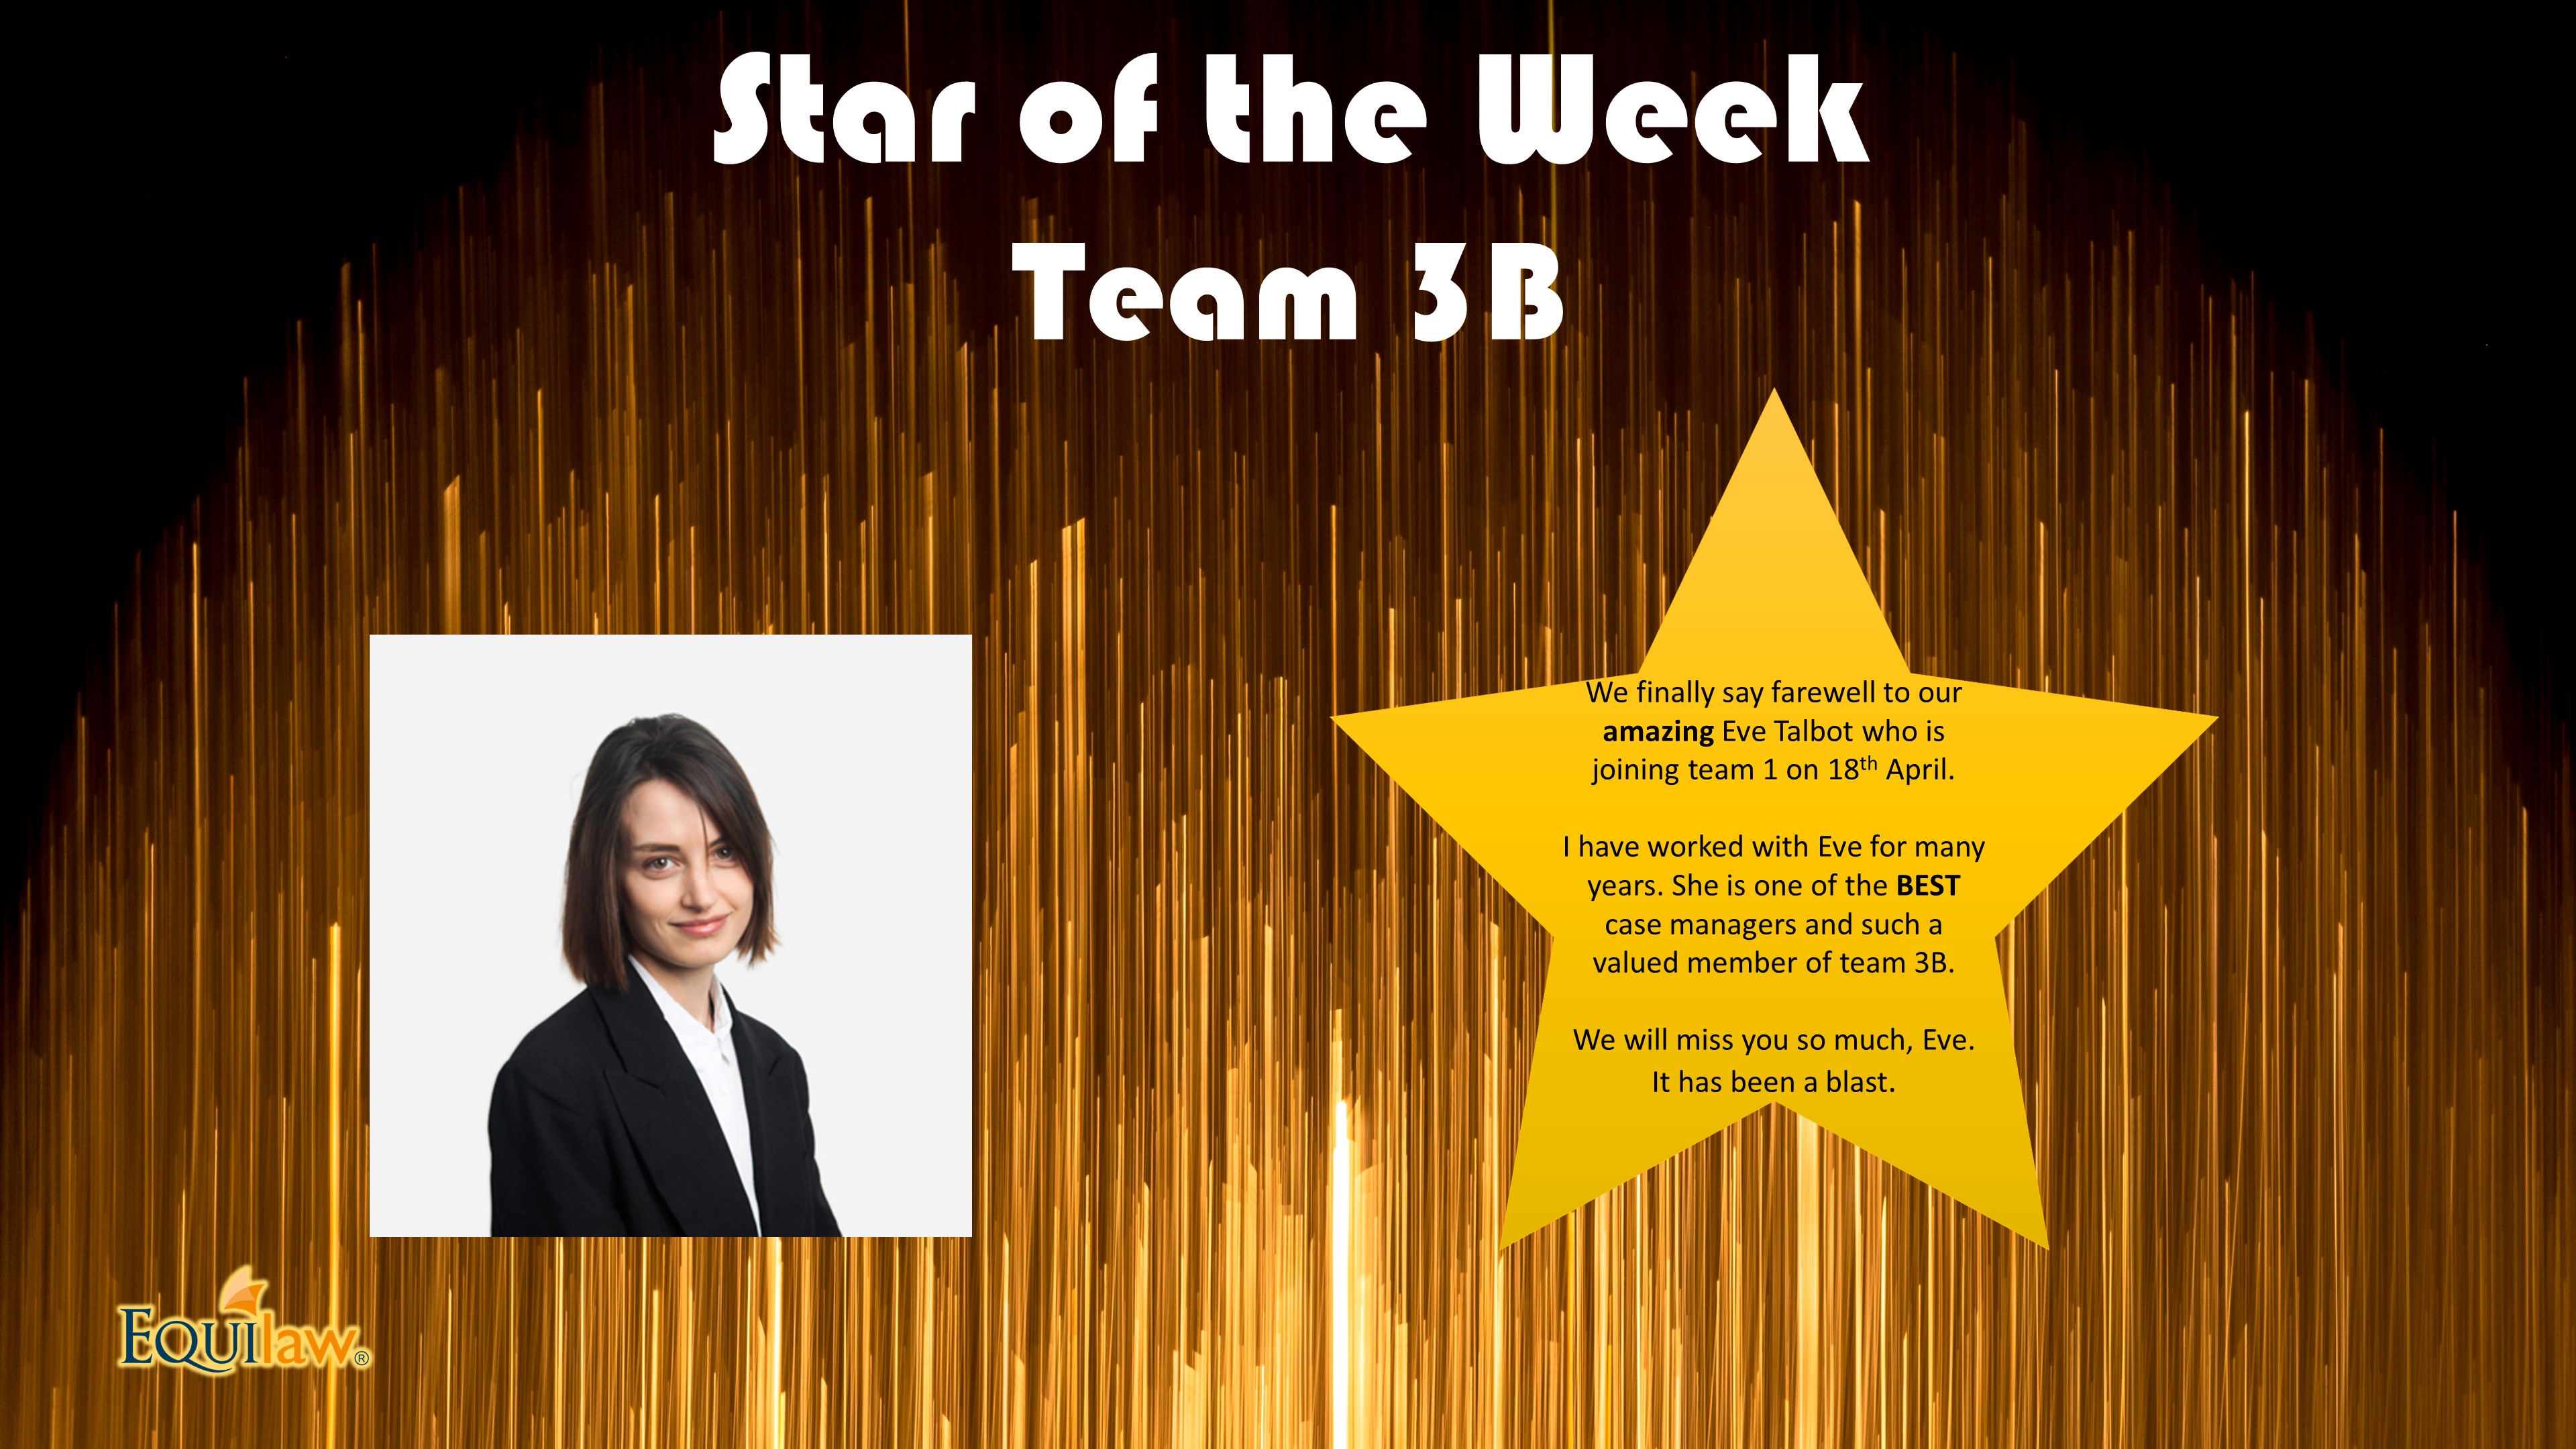 Star of the Week
Team 3B
We finally say farewell to our
amazing Eve Talbot who is
joining team 1 on 18th April.
I have worked with Eve for many
years. She is one of the BEST
case managers and such a
valued member of team 3B.
We will miss you so much, Eve.
It has been a blast.
EQUIlaw®